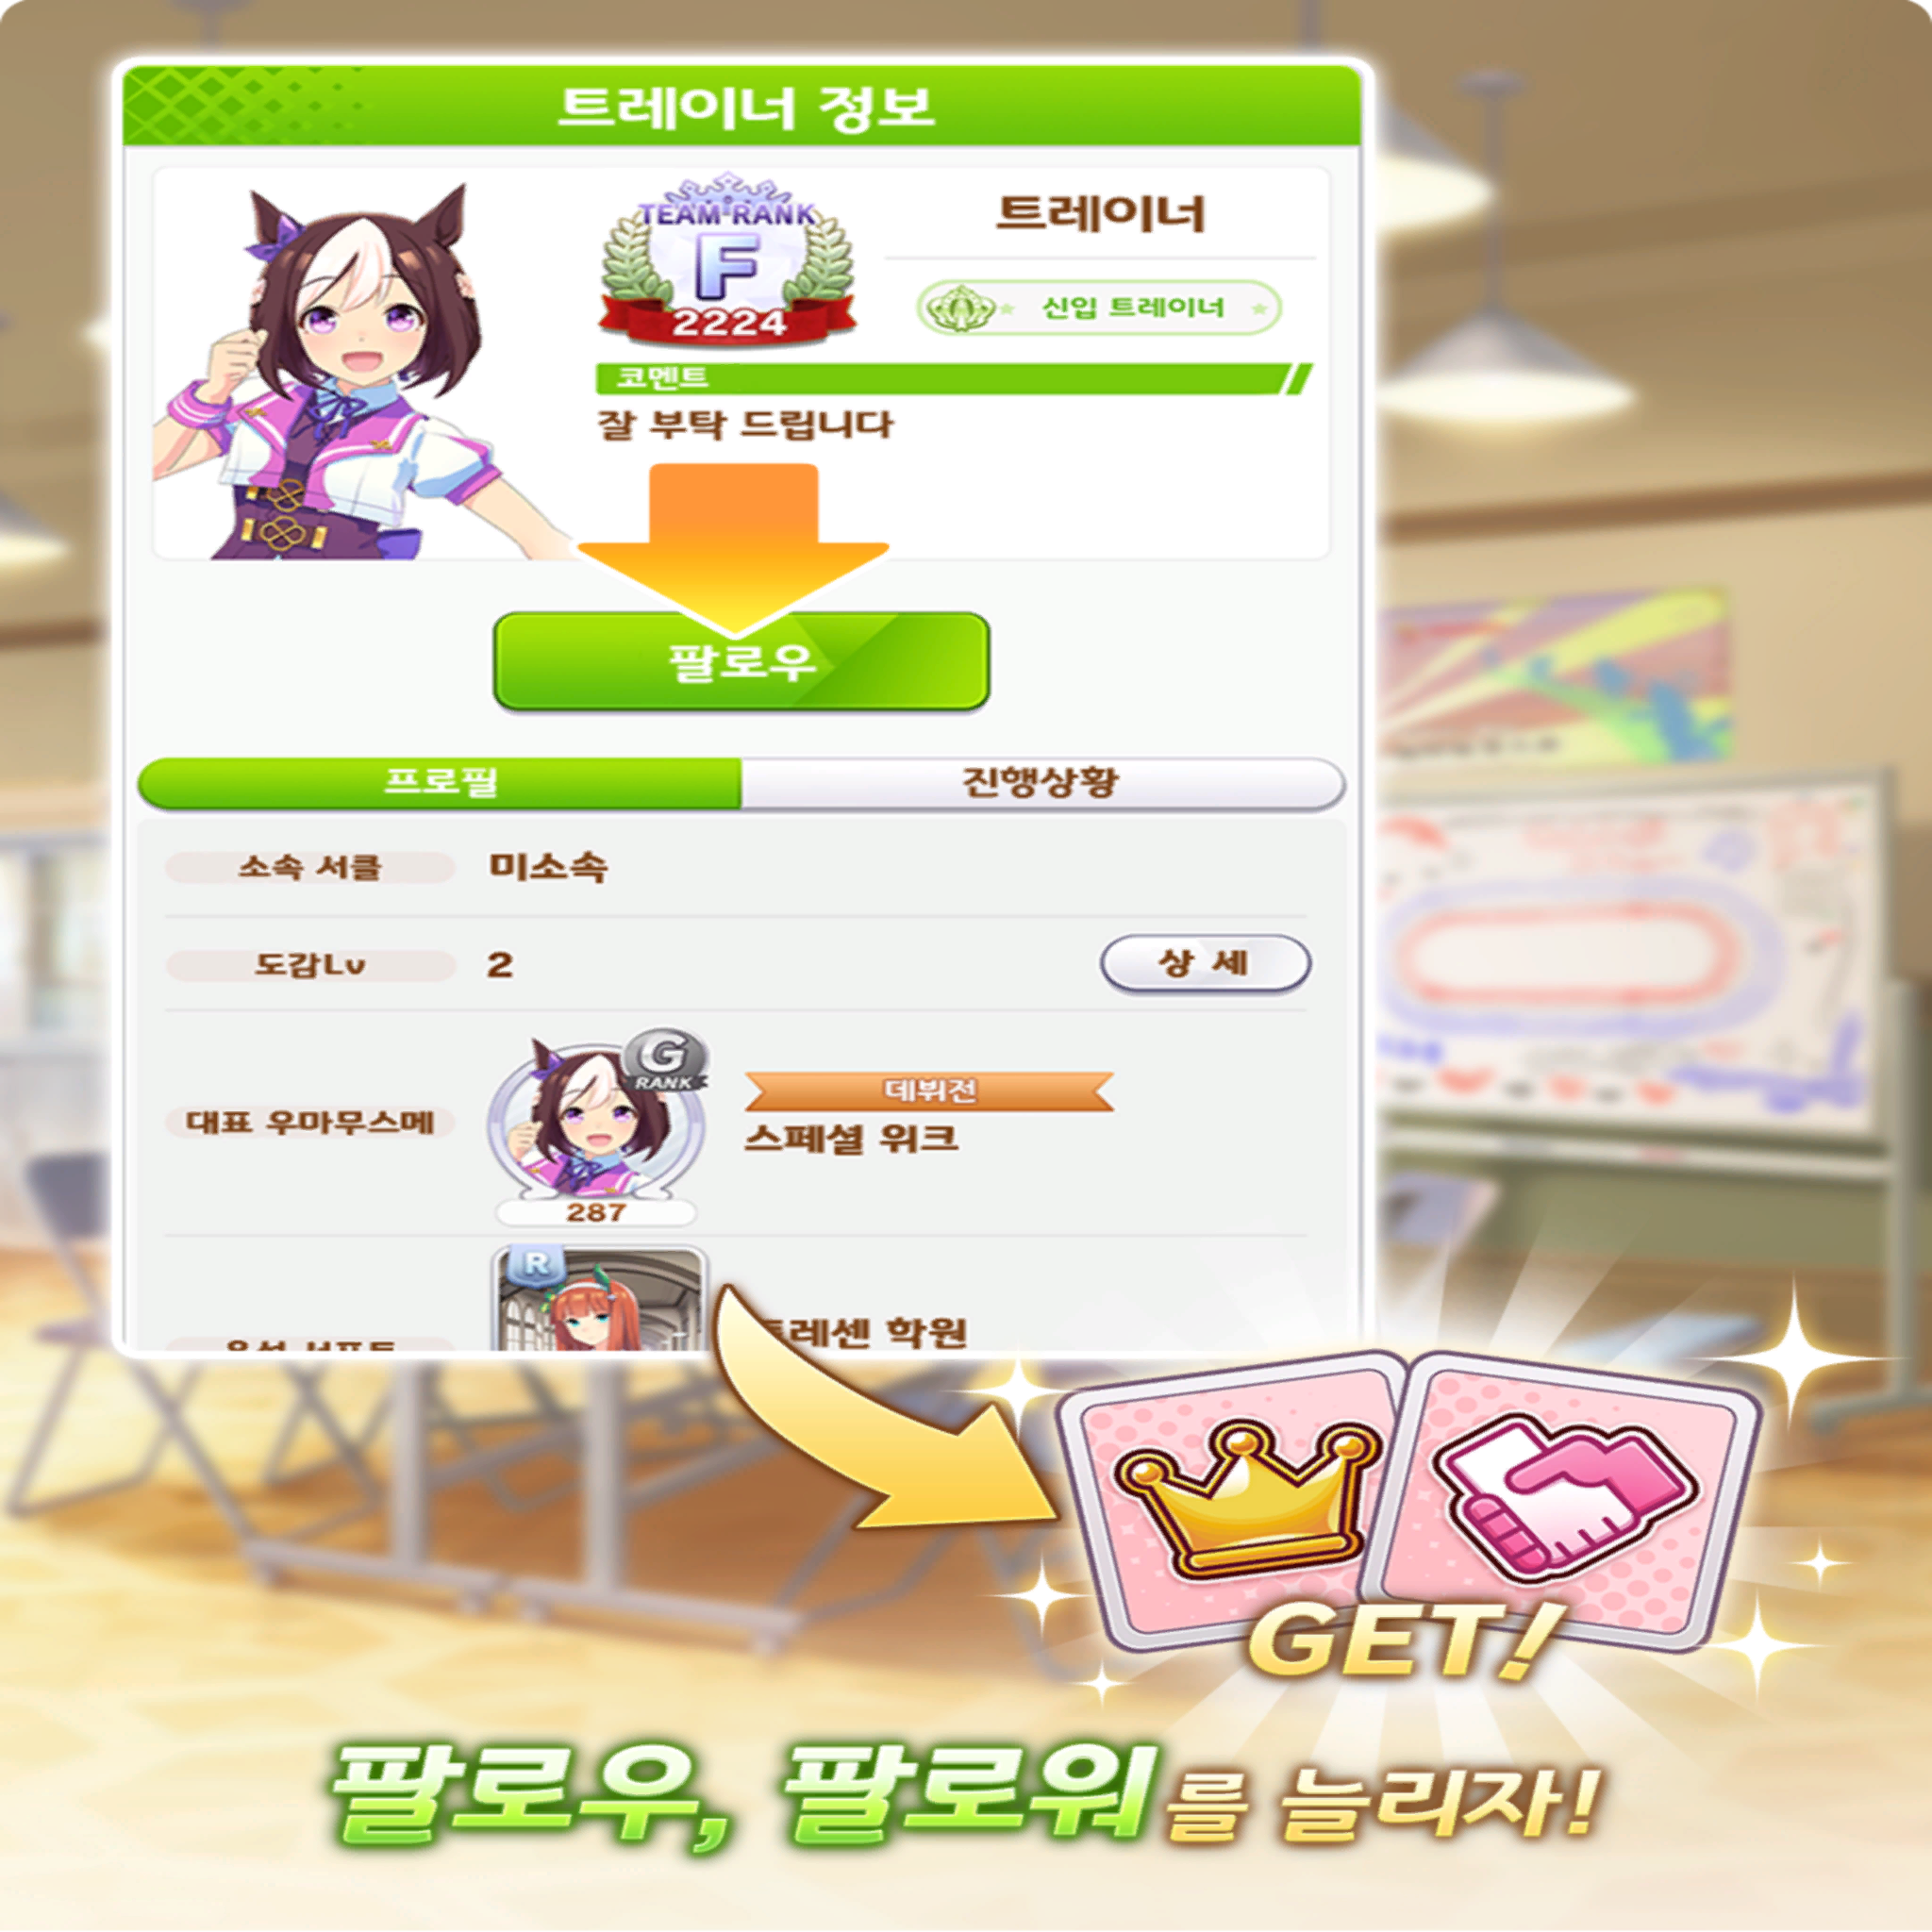 트레이너 정보
TEAM RANK
F
2224
트레이너
신입 트레이너
코멘트
잘 부탁 드립니다
팔로우
프로필
진행상황
소속 서클
미소속
도감Lv
2
상 세
대표 우마무스메
G
RANK
287
데뷔전
스페셜 위크
R
학원
GET!
팔로우, 팔로워를 늘리자!